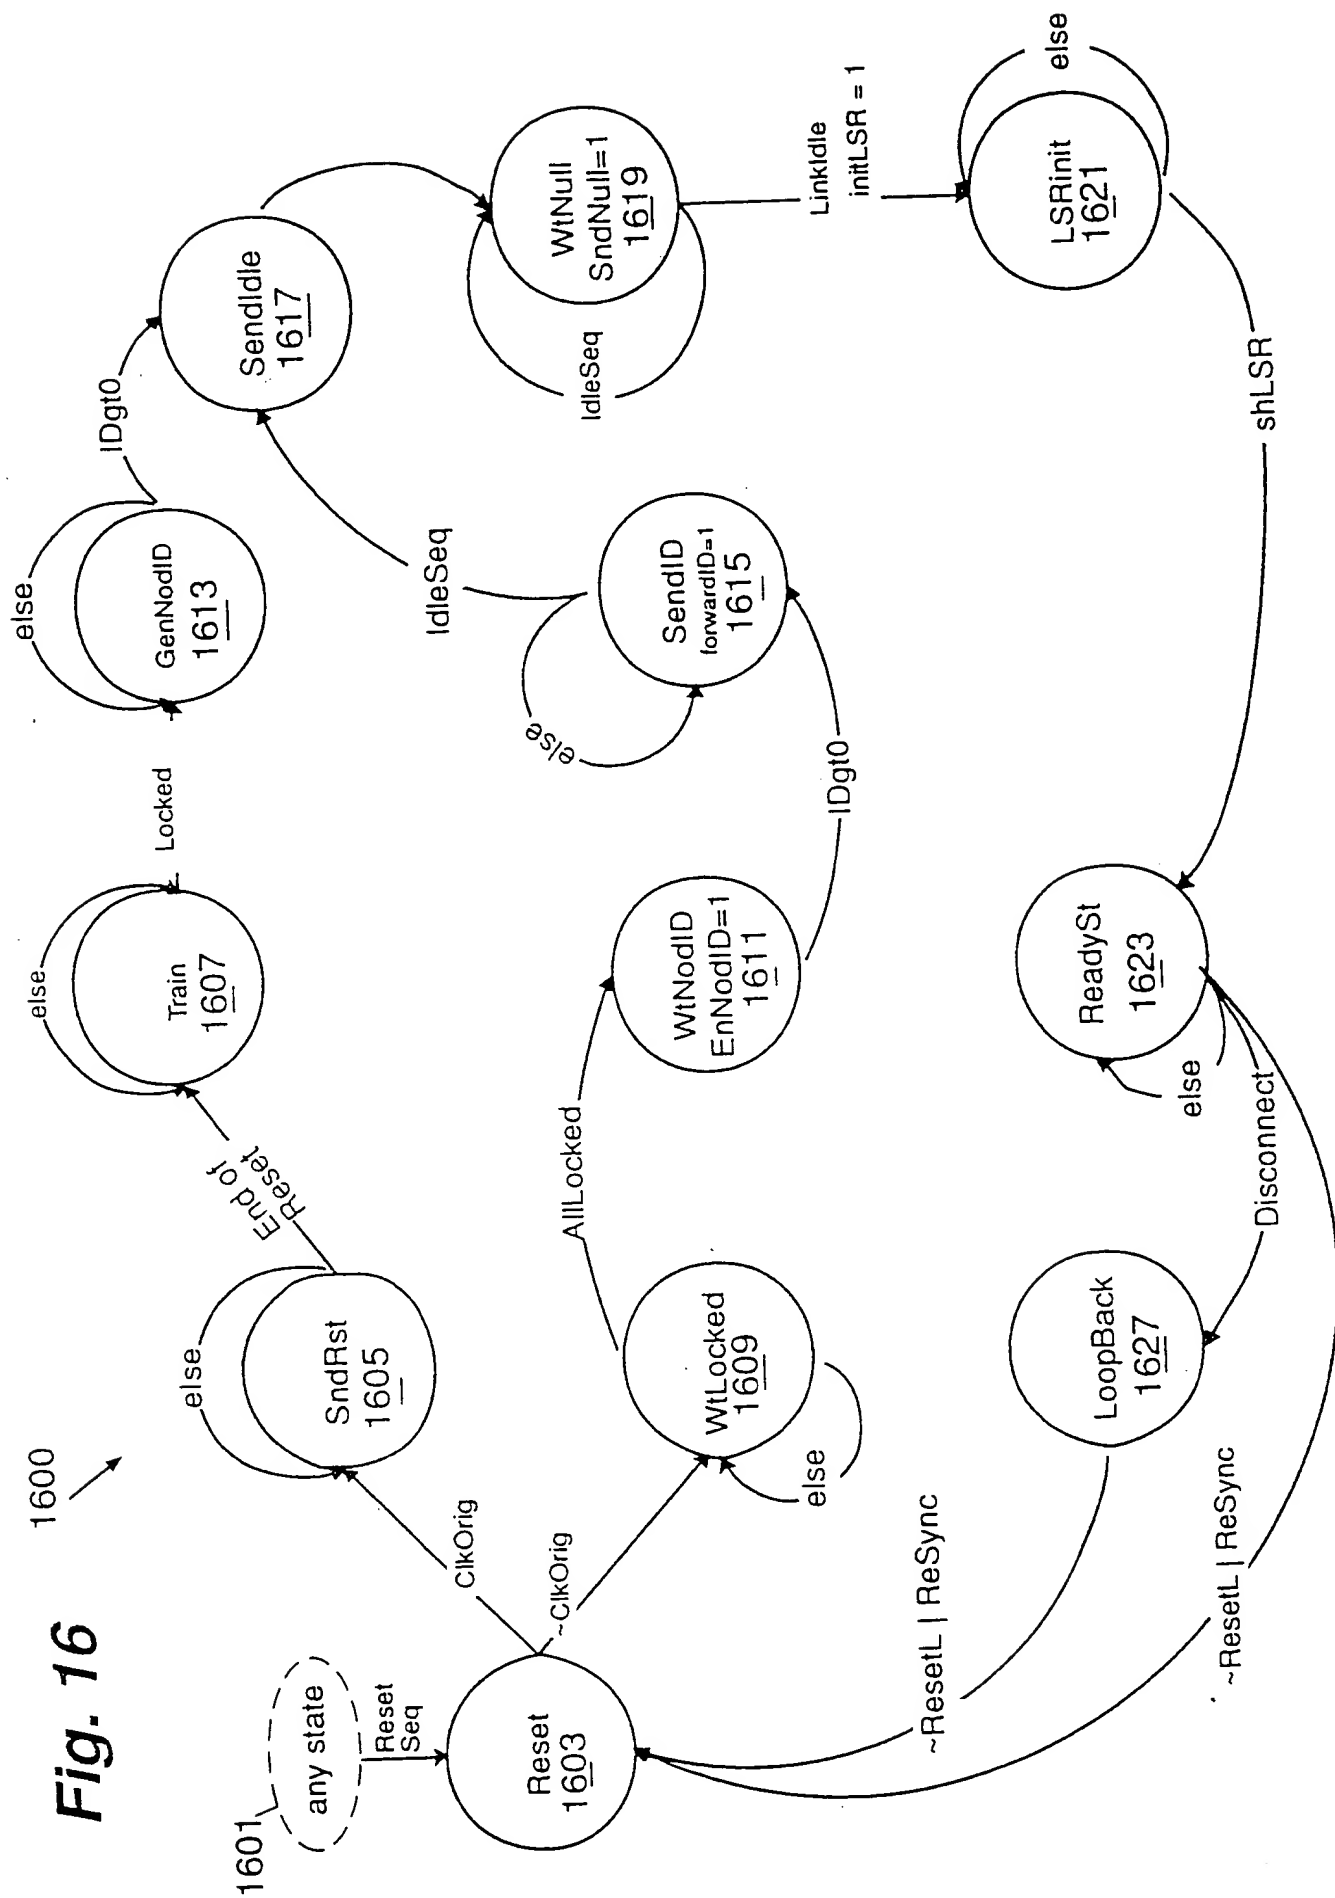 Fig. 16
1600
1601
any state
Reset
Seq
Reset
1603
ClkOrig
~ClkOrig
else
SndRst
1605
End of
Reset
else
Train
1607
Locked
else
GenNodID
1613
IDgt0
SendIdle
1617
WtLocked
1609
else
AllLocked
WtNodID
EnNodID=1
1611
IDgt0
else
SendID
forwardID=1
1615
IdleSeq
IdleSeq
WtNull
SndNull=1
1619
LinkIdle
initLSR = 1
else
LSRinit
1621
shLSR
ReadySt
1623
else
Disconnect
LoopBack
1627
~ResetL | ReSync
~ResetL | ReSync